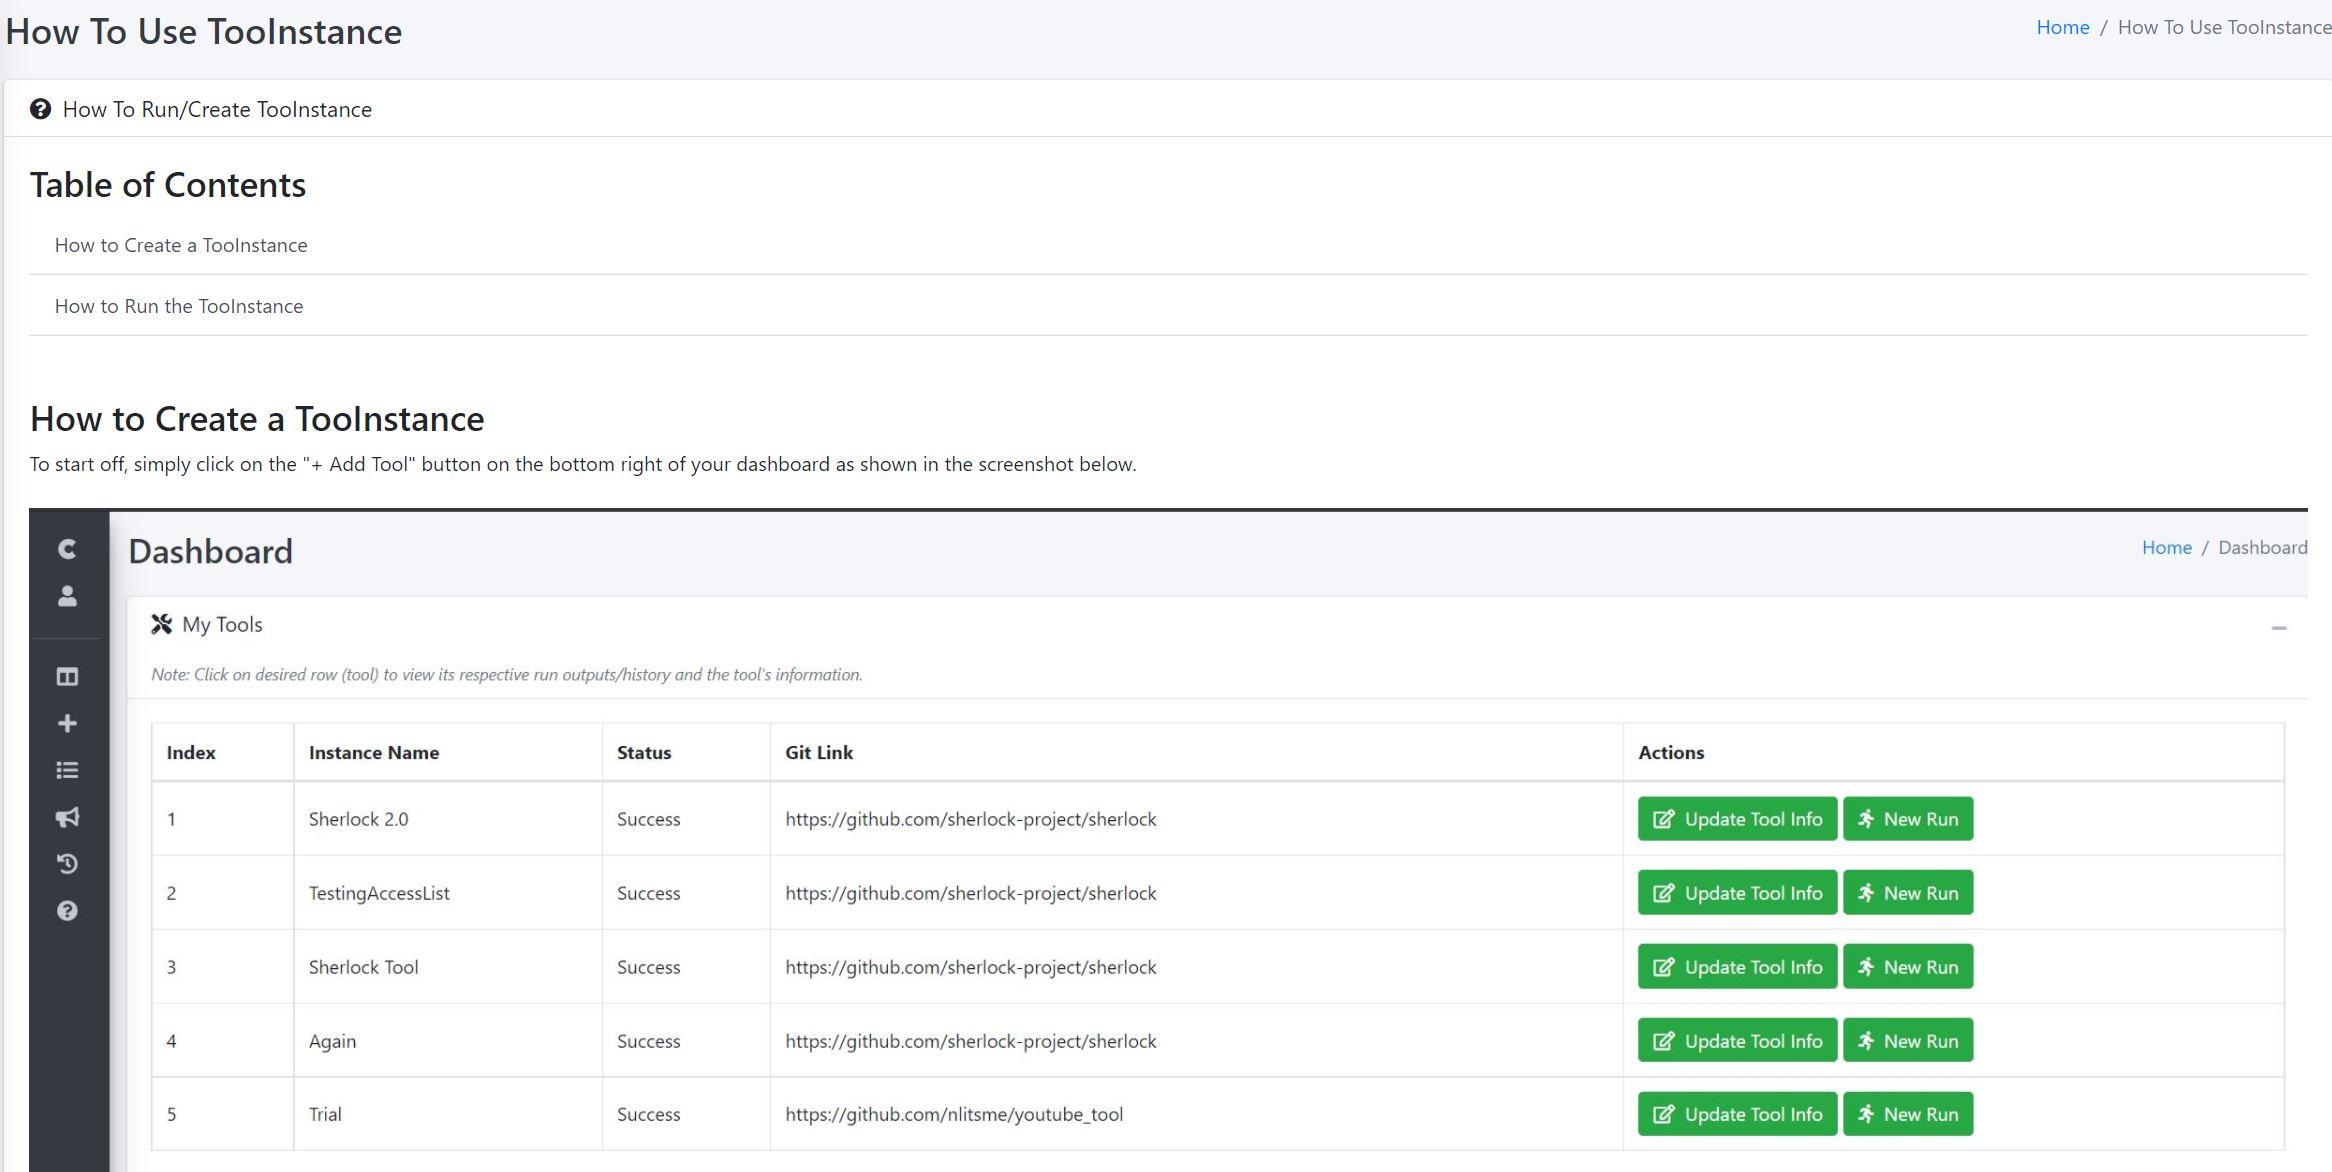 How To Use ToolInstance
Home / How To Use ToolInstance
How To Run/Create ToolInstance
Table of Contents
How to Create a ToolInstance
How to Run the ToolInstance
How to Create a ToolInstance
To start off, simply click on the "+ Add Tool" button on the bottom right of your dashboard as shown in the screenshot below.
C
Dashboard
Home / Dashboard
My Tools
Note: Click on desired row (tool) to view its respective run outputs/history and the tool's information.
Index Instance Name Status Git Link Actions
1 Sherlock 2.0 Success https://github.com/sherlock-project/sherlock Update Tool Info New Run
2 TestingAccessList Success https://github.com/sherlock-project/sherlock Update Tool Info New Run
3 Sherlock Tool Success https://github.com/sherlock-project/sherlock Update Tool Info New Run
4 Again Success https://github.com/sherlock-project/sherlock Update Tool Info New Run
5 Trial Success https://github.com/nlitsme/youtube_tool Update Tool Info New Run